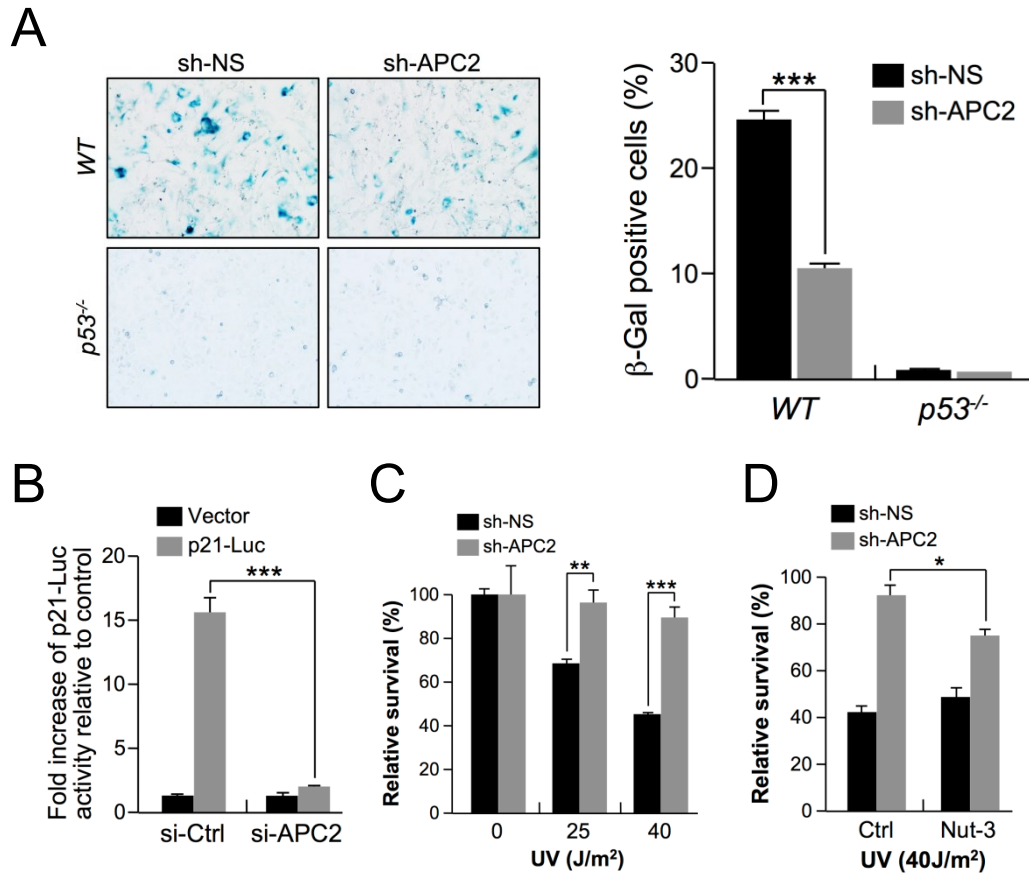 A
sh-NS
sh-APC2
WT
p53-/-
β-Gal positive cells (%)
30
20
10
0
***
sh-NS
sh-APC2
WT
p53-/-
B
Vector
p21-Luc
Fold increase of p21-Luc
activity relative to control
20
15
10
5
0
***
si-Ctrl
si-APC2
C
sh-NS
sh-APC2
Relative survival (%)
100
80
60
40
20
0
**
***
0
25
40
UV (J/m²)
D
sh-NS
sh-APC2
Relative survival (%)
100
80
60
40
20
0
*
Ctrl
Nut-3
UV (40J/m²)